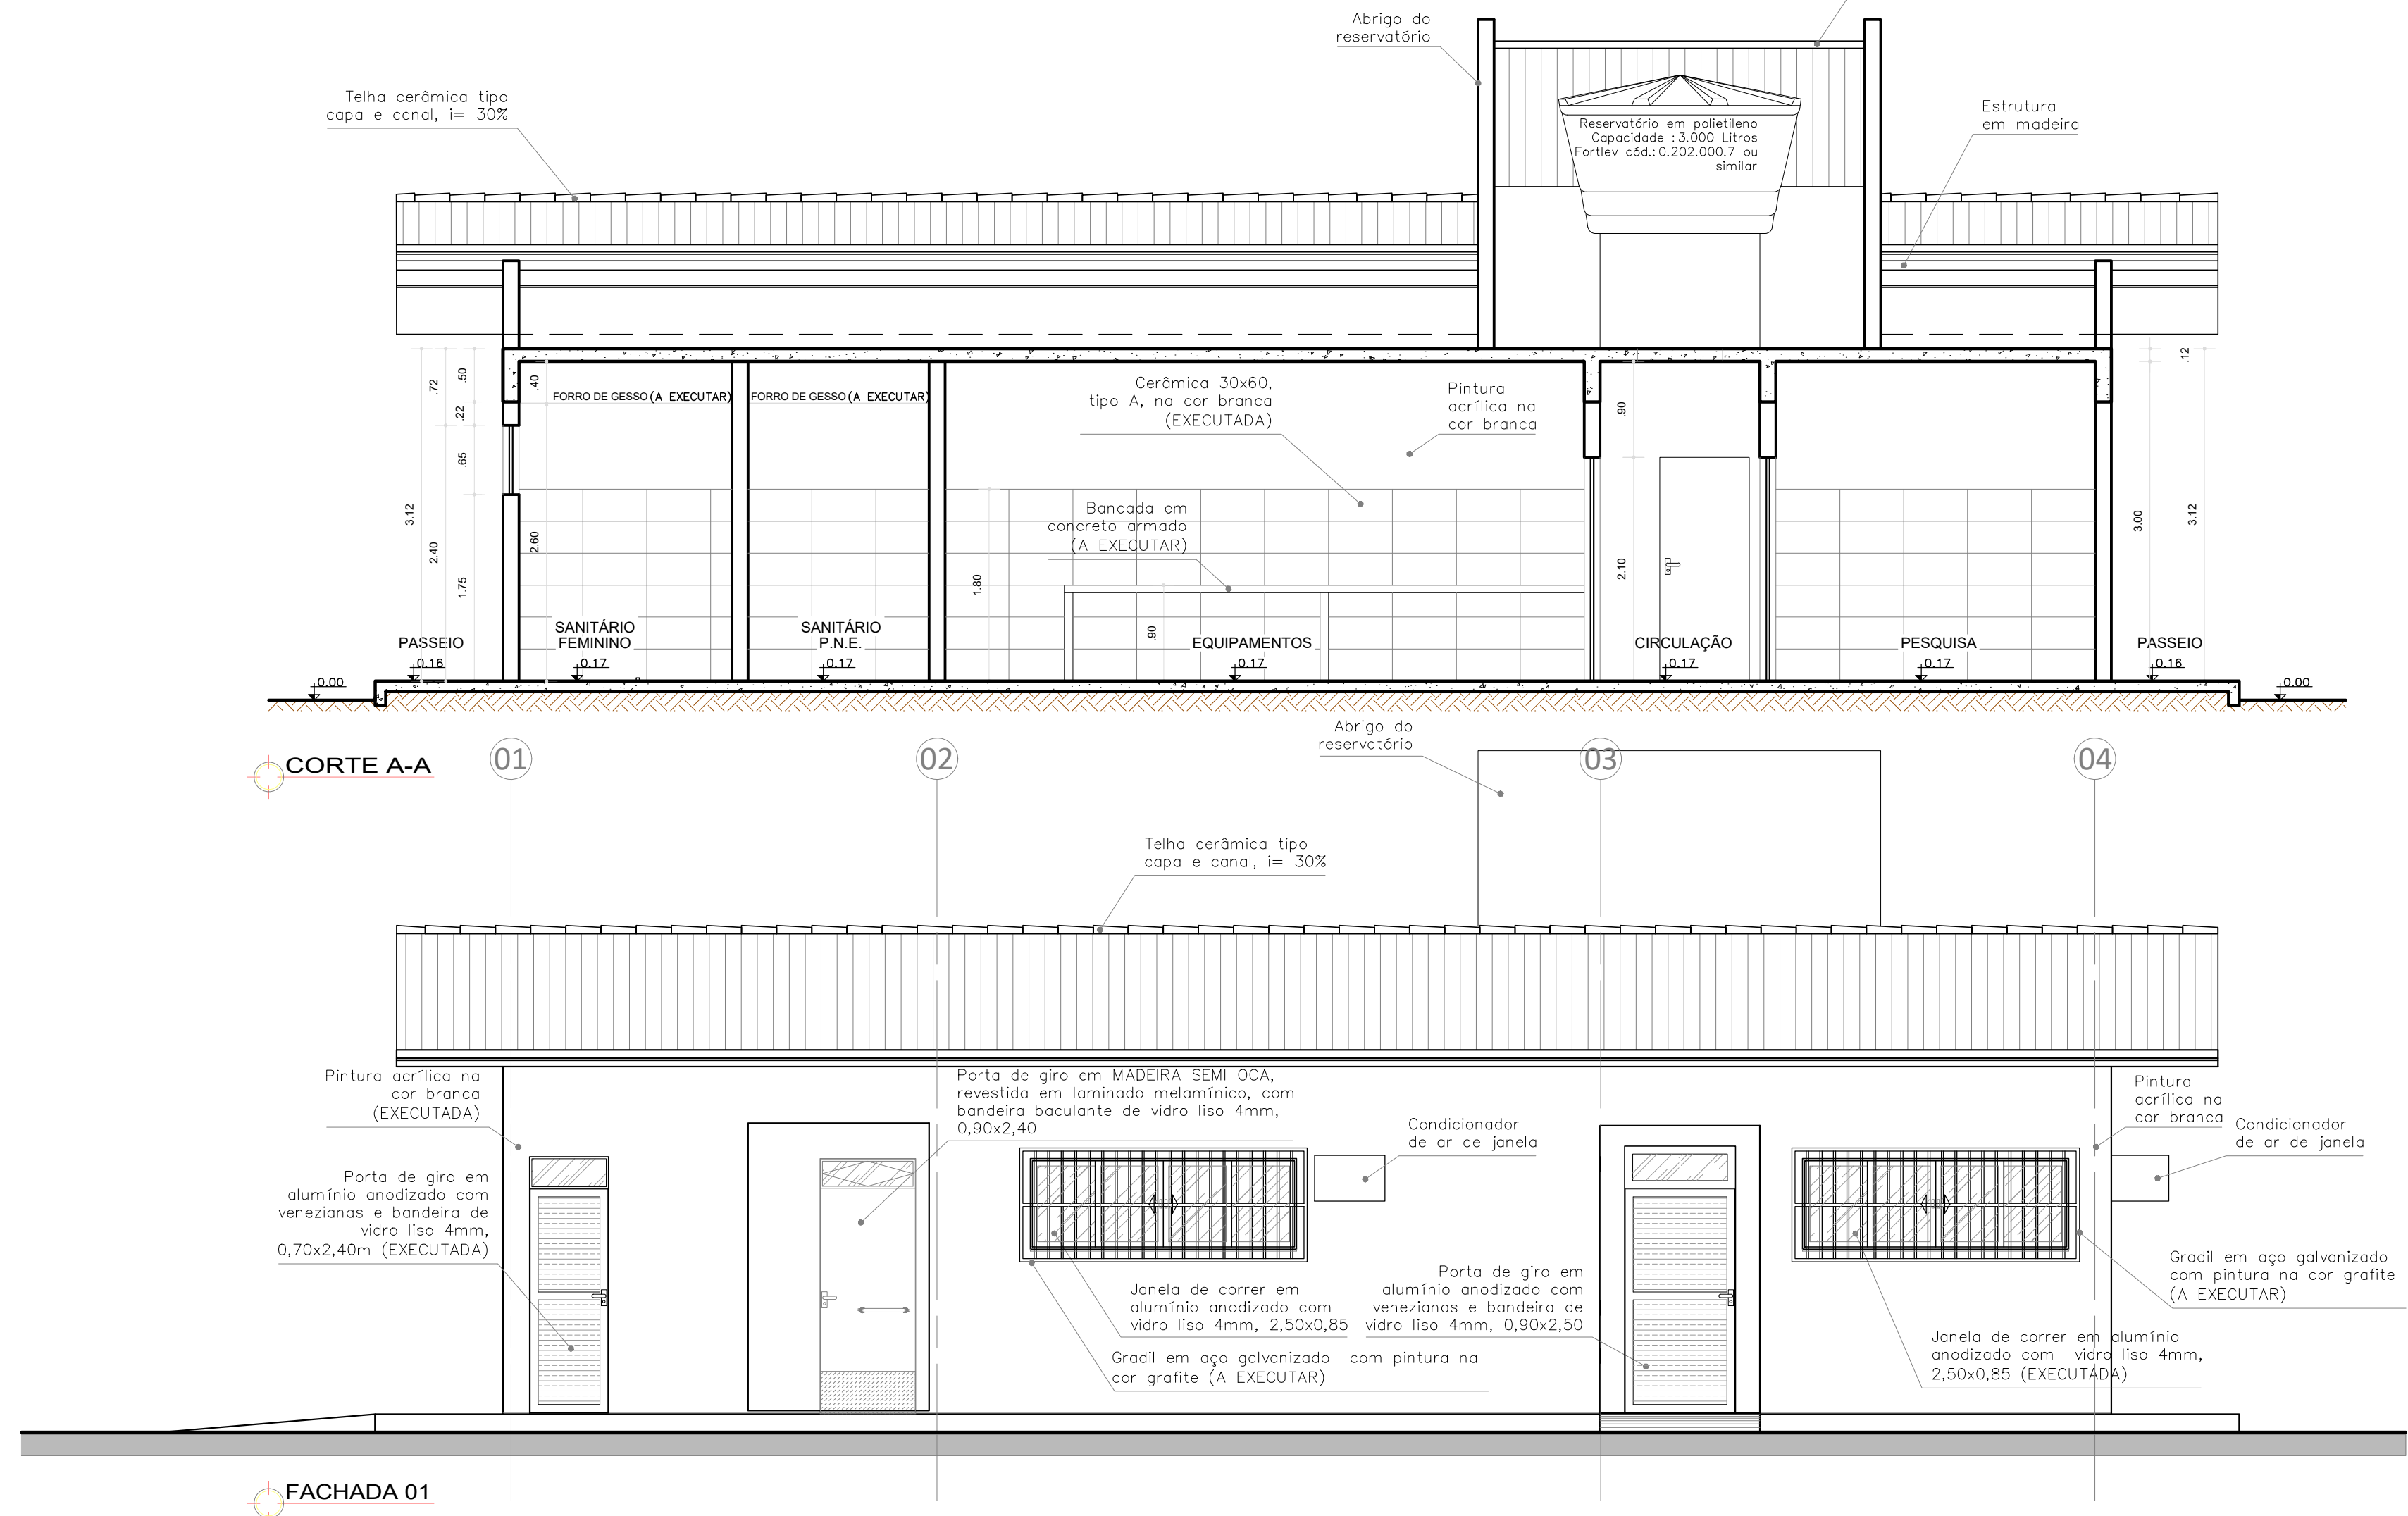 Abrigo do
reservatório
Telha cerâmica tipo
capa e canal, i= 30%
Estrutura
em madeira
Reservatório em polietileno
Capacidade :3.000 Litros
Fortlev cód.:0.202.000.7 ou
similar
.72
.50
.22
.40
.65
3.12
2.40
1.75
2.60
FORRO DE GESSO(A EXECUTAR)
FORRO DE GESSO(A EXECUTAR)
Cerâmica 30x60,
tipo A, na cor branca
(EXECUTADA)
Pintura
acrílica na
cor branca
Bancada em
concreto armado
(A EXECUTAR)
1.80
.90
.90
2.10
.12
3.00
3.12
PASSEIO
0.16
SANITÁRIO
FEMININO
0.17
SANITÁRIO
P.N.E.
0.17
EQUIPAMENTOS
0.17
CIRCULAÇÃO
0.17
PESQUISA
0.17
PASSEIO
0.16
0.00
0.00
CORTE A-A
01
02
03
04
Abrigo do
reservatório
Telha cerâmica tipo
capa e canal, i= 30%
Pintura acrílica na
cor branca
(EXECUTADA)
Porta de giro em MADEIRA SEMI OCA,
revestida em laminado melamínico, com
bandeira baculante de vidro liso 4mm,
0,90x2,40
Condicionador
de ar de janela
Pintura
acrílica na
cor branca
Condicionador
de ar de janela
Porta de giro em
alumínio anodizado com
venezianas e bandeira de
vidro liso 4mm,
0,70x2,40m (EXECUTADA)
Janela de correr em
alumínio anodizado com
vidro liso 4mm, 2,50x0,85
Porta de giro em
alumínio anodizado com
venezianas e bandeira de
vidro liso 4mm, 0,90x2,50
Gradil em aço galvanizado
com pintura na cor grafite
(A EXECUTAR)
Gradil em aço galvanizado com pintura na
cor grafite (A EXECUTAR)
Janela de correr em alumínio
anodizado com vidro liso 4mm,
2,50x0,85 (EXECUTADA)
FACHADA 01